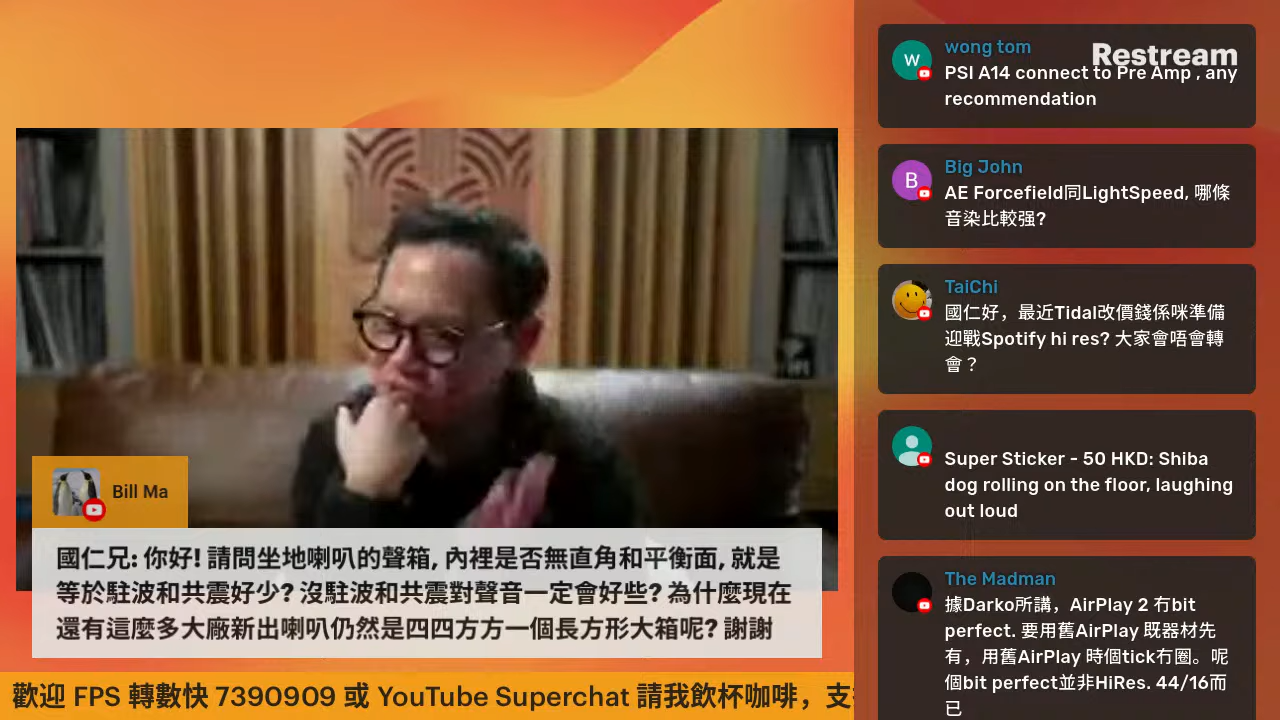 Bill Ma
國仁兄: 你好! 請問坐地喇叭的聲箱, 內裡是否無直角和平衡面, 就是
等於駐波和共震好少? 沒駐波和共震對聲音一定會好些? 為什麼現在
還有這麼多大廠新出喇叭仍然是四四方方一個長方形大箱呢? 謝謝
歡迎 FPS 轉數快 7390909 或 YouTube Superchat 請我飲杯咖啡，支
Restream
W
wong tom
PSI A14 connect to Pre Amp , any
recommendation
B
Big John
AE Forcefield同LightSpeed, 哪條
音染比較强?
TaiChi
國仁好，最近Tidal改價錢係咪準備
迎戰Spotify hi res? 大家會唔會轉
會？
Super Sticker - 50 HKD: Shiba
dog rolling on the floor, laughing
out loud
The Madman
據Darko所講，AirPlay 2 冇bit
perfect. 要用舊AirPlay 既器材先
有，用舊AirPlay 時個tick冇圈。呢
個bit perfect並非HiRes. 44/16而
已